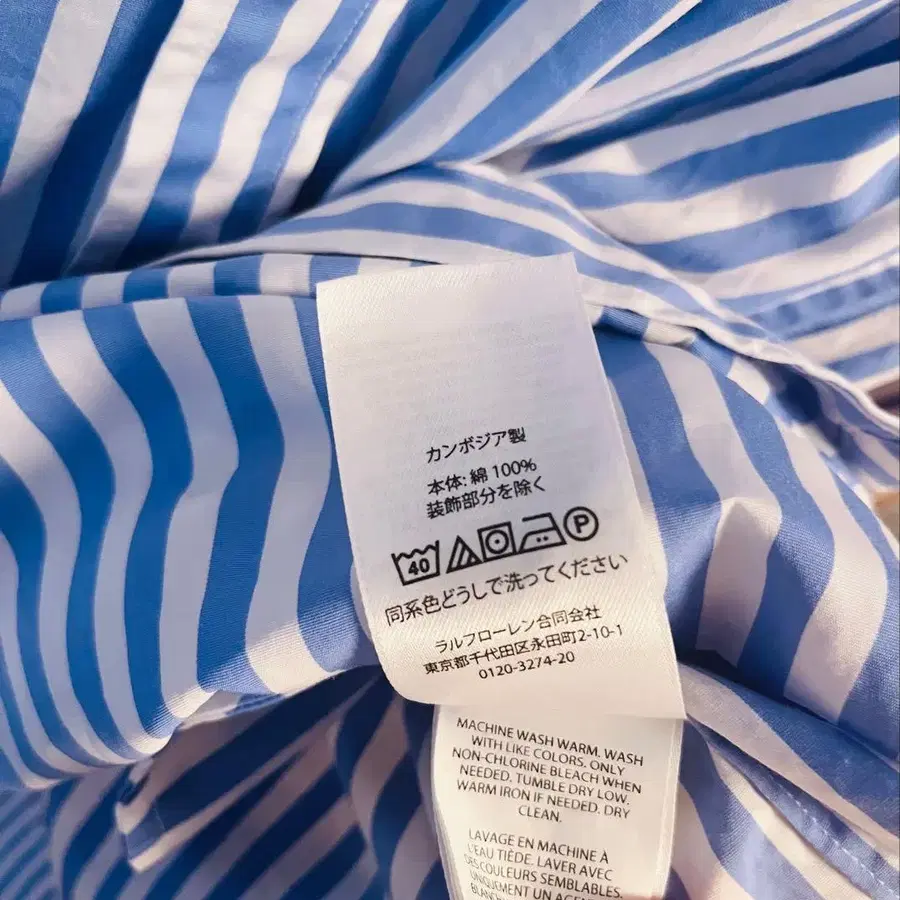 カンボジア製
本体: 綿 100%
装飾部分を除く
40 P
同系色どうしで洗ってください
ラルフローレン合同会社
東京都千代田区永田町2-10-1
0120-3274-20
MACHINE WASH WARM. WASH
WITH LIKE COLORS. ONLY
NON-CHLORINE BLEACH WHEN
NEEDED. TUMBLE DRY LOW.
WARM IRON IF NEEDED. DRY
CLEAN.
LAVAGE EN MACHINE À
L'EAU TIÈDE. LAVER AVEC
DES COULEURS SEMBLABLES.
UNIQUEMENT UN AGENT